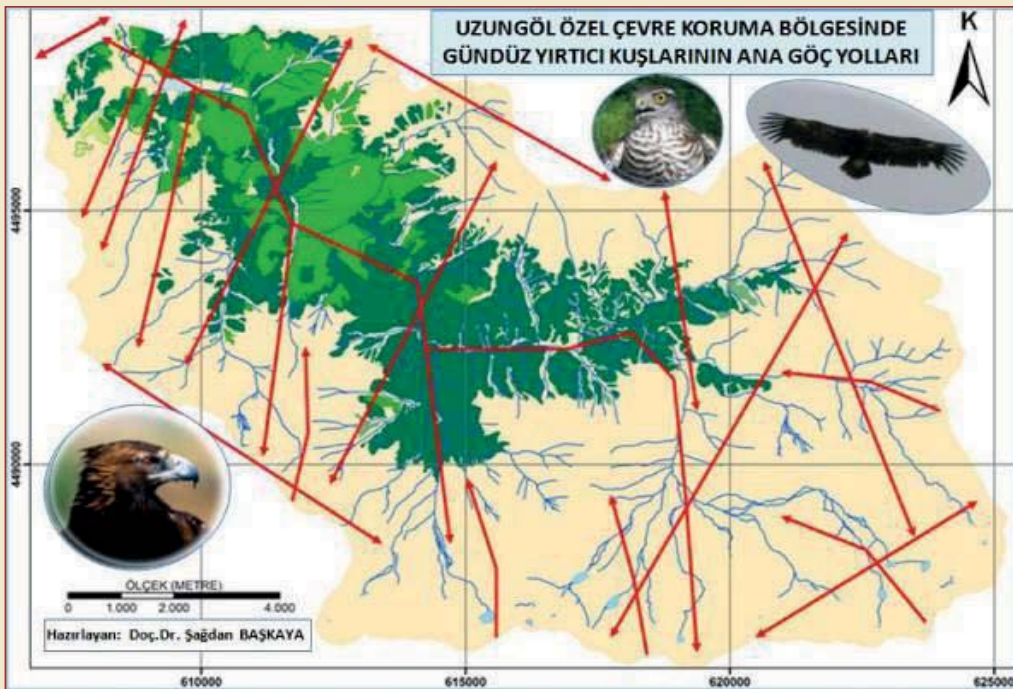 UZUNGÖL ÖZEL ÇEVRE KORUMA BÖLGESİNDE
GÜNDÜZ YIRTICI KUŞLARININ ANA GÖÇ YOLLARI
K
4495000
4490000
ÖLÇEK (METRE)
0 1.000 2.000 4.000
Hazırlayan: Doç.Dr. Şağdan BAŞKAYA
610000 615000 620000 625000